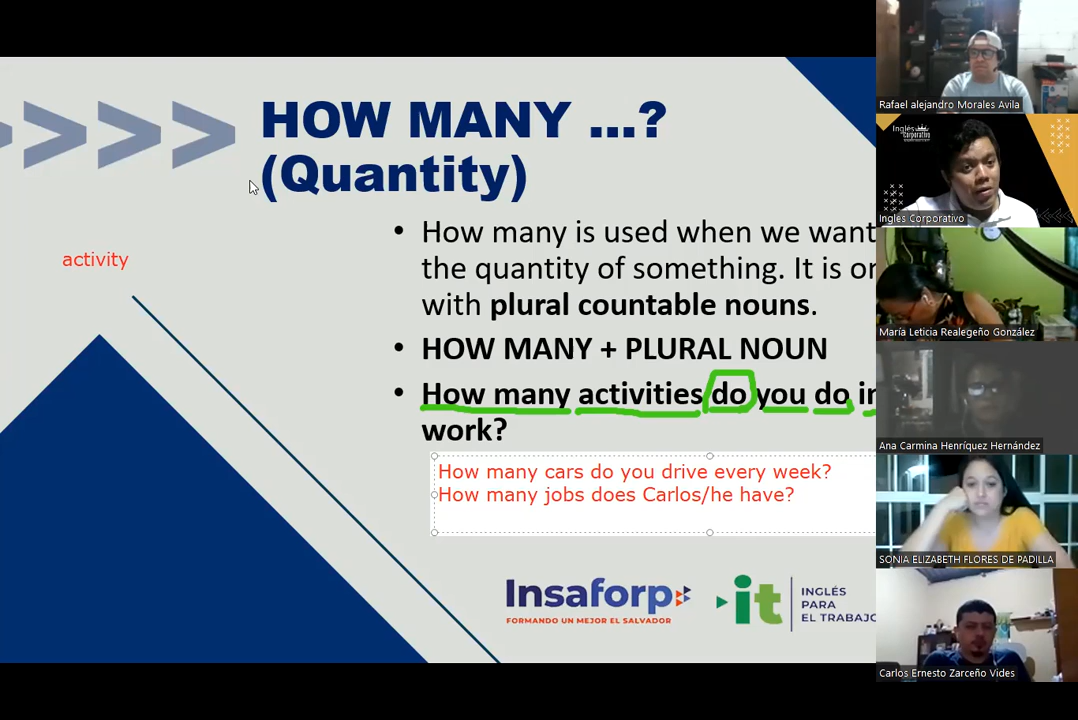 HOW MANY ...?
(Quantity)
activity
How many is used when we want
the quantity of something. It is
with plural countable nouns.
HOW MANY + PLURAL NOUN
How many activities do you do
work?
How many cars do you drive every week?
How many jobs does Carlos/he have?
Insaforp
FORMANDO UN MEJOR EL SALVADOR
it
INGLÉS
PARA
EL TRABAJO
Rafael alejandro Morales Avila
Inglés
Corporativo
Ingles Corporativo
María Leticia Realegeño González
Ana Carmina Henríquez Hernández
SONIA ELIZABETH FLORES DE PADILLA
Carlos Ernesto Zarceño Vides